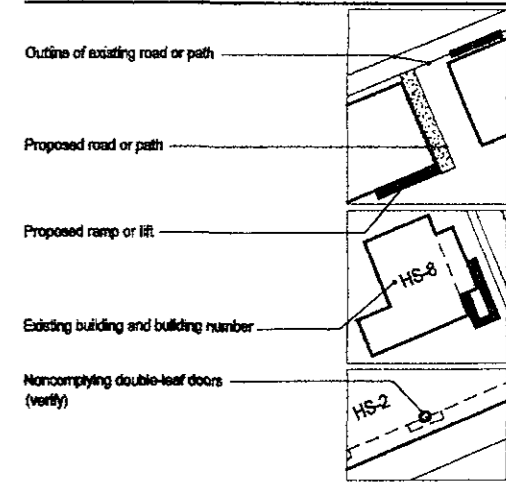 Outline of existing road or path
Proposed road or path
Proposed ramp or lift
HS-8
Existing building and building number
Noncomplying double-leaf doors
(verify)
HS-2